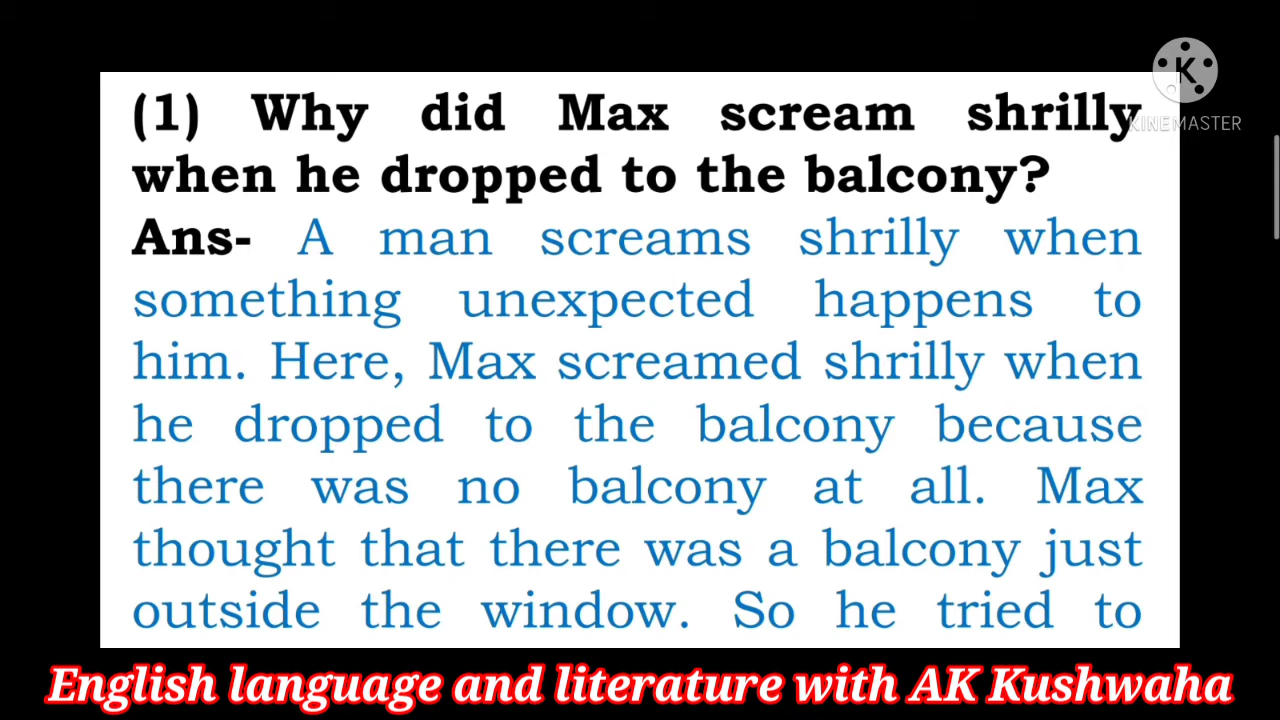 K
KINEMASTER
(1) Why did Max scream shrilly
when he dropped to the balcony?
Ans- A man screams shrilly when
something unexpected happens to
him. Here, Max screamed shrilly when
he dropped to the balcony because
there was no balcony at all. Max
thought that there was a balcony just
outside the window. So he tried to
English language and literature with AK Kushwaha